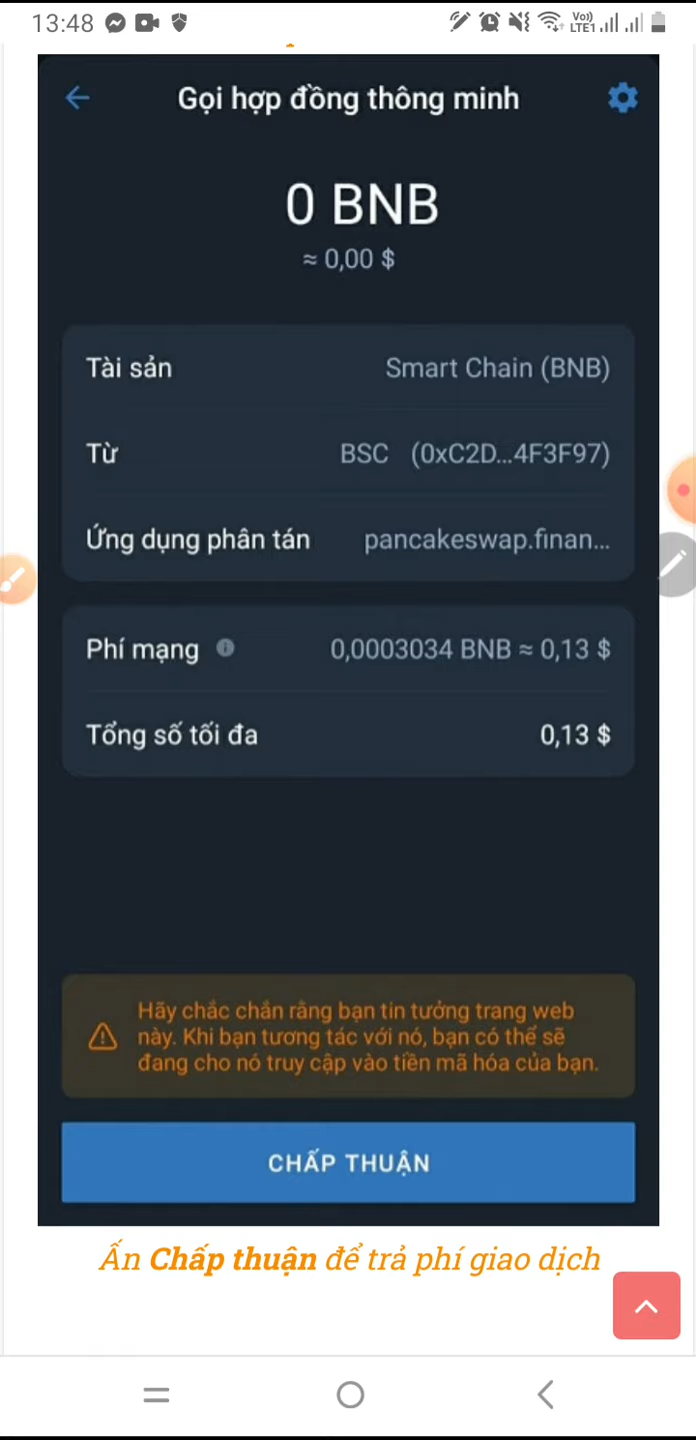 13:48
Vo))
LTE1
Gọi hợp đồng thông minh
0 BNB
≈ 0,00 $
Tài sản Smart Chain (BNB)
Từ BSC (0xC2D...4F3F97)
Ứng dụng phân tán pancakeswap.finan...
Phí mạng 0,0003034 BNB ≈ 0,13 $
Tổng số tối đa 0,13 $
Hãy chắc chắn rằng bạn tin tưởng trang web
này. Khi bạn tương tác với nó, bạn có thể sẽ
đang cho nó truy cập vào tiền mã hóa của bạn.
CHẤP THUẬN
Ấn Chấp thuận để trả phí giao dịch